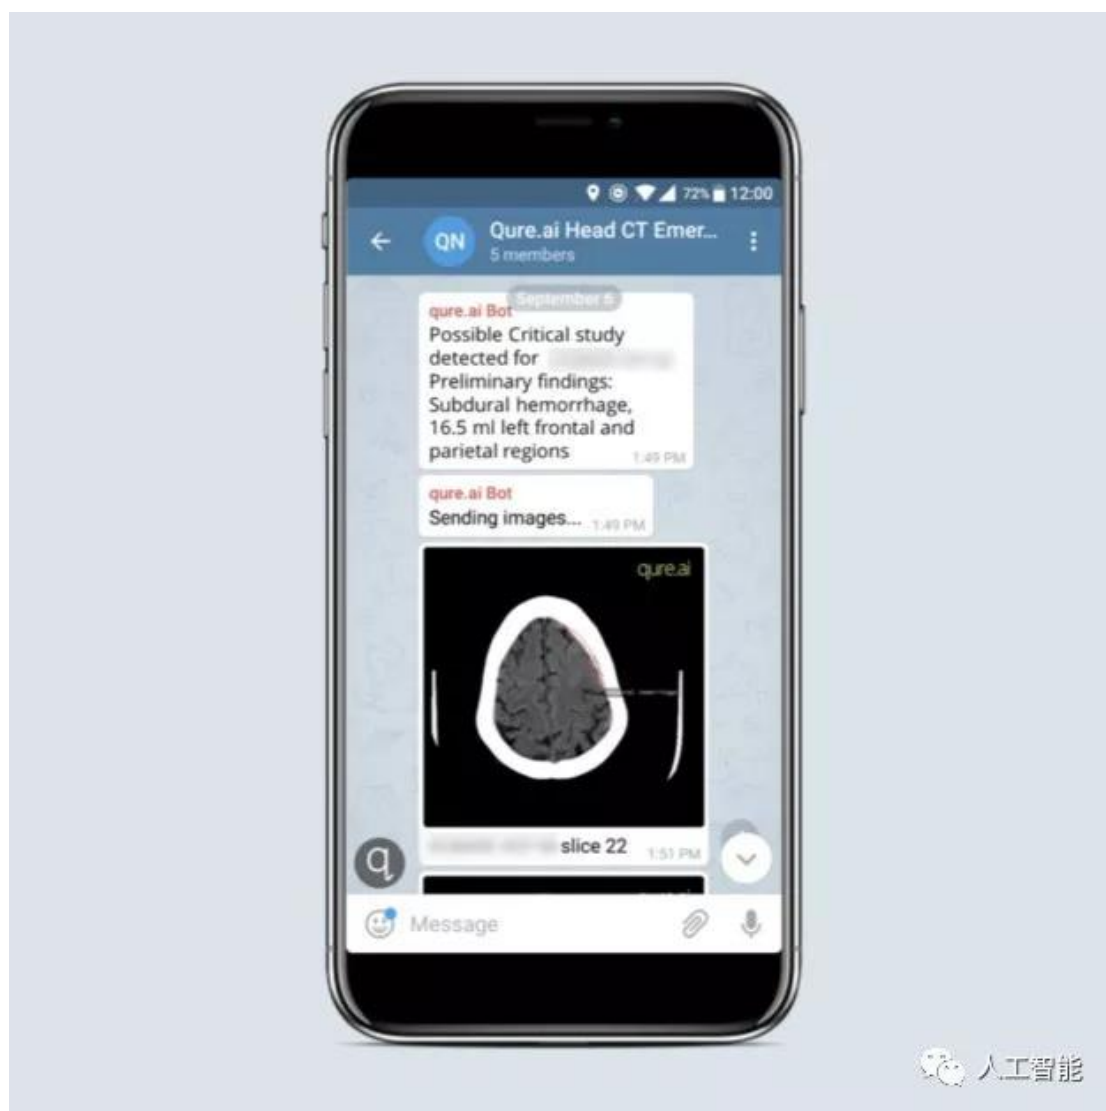 72% 12:00
QN
Qure.ai Head CT Emer...
5 members
September 6
qure.ai Bot
Possible Critical study
detected for
Preliminary findings:
Subdural hemorrhage,
16.5 ml left frontal and
parietal regions
1:49 PM
qure.ai Bot
Sending images... 1:49 PM
qure.ai
slice 22 1:51 PM
q
Message
人工智能